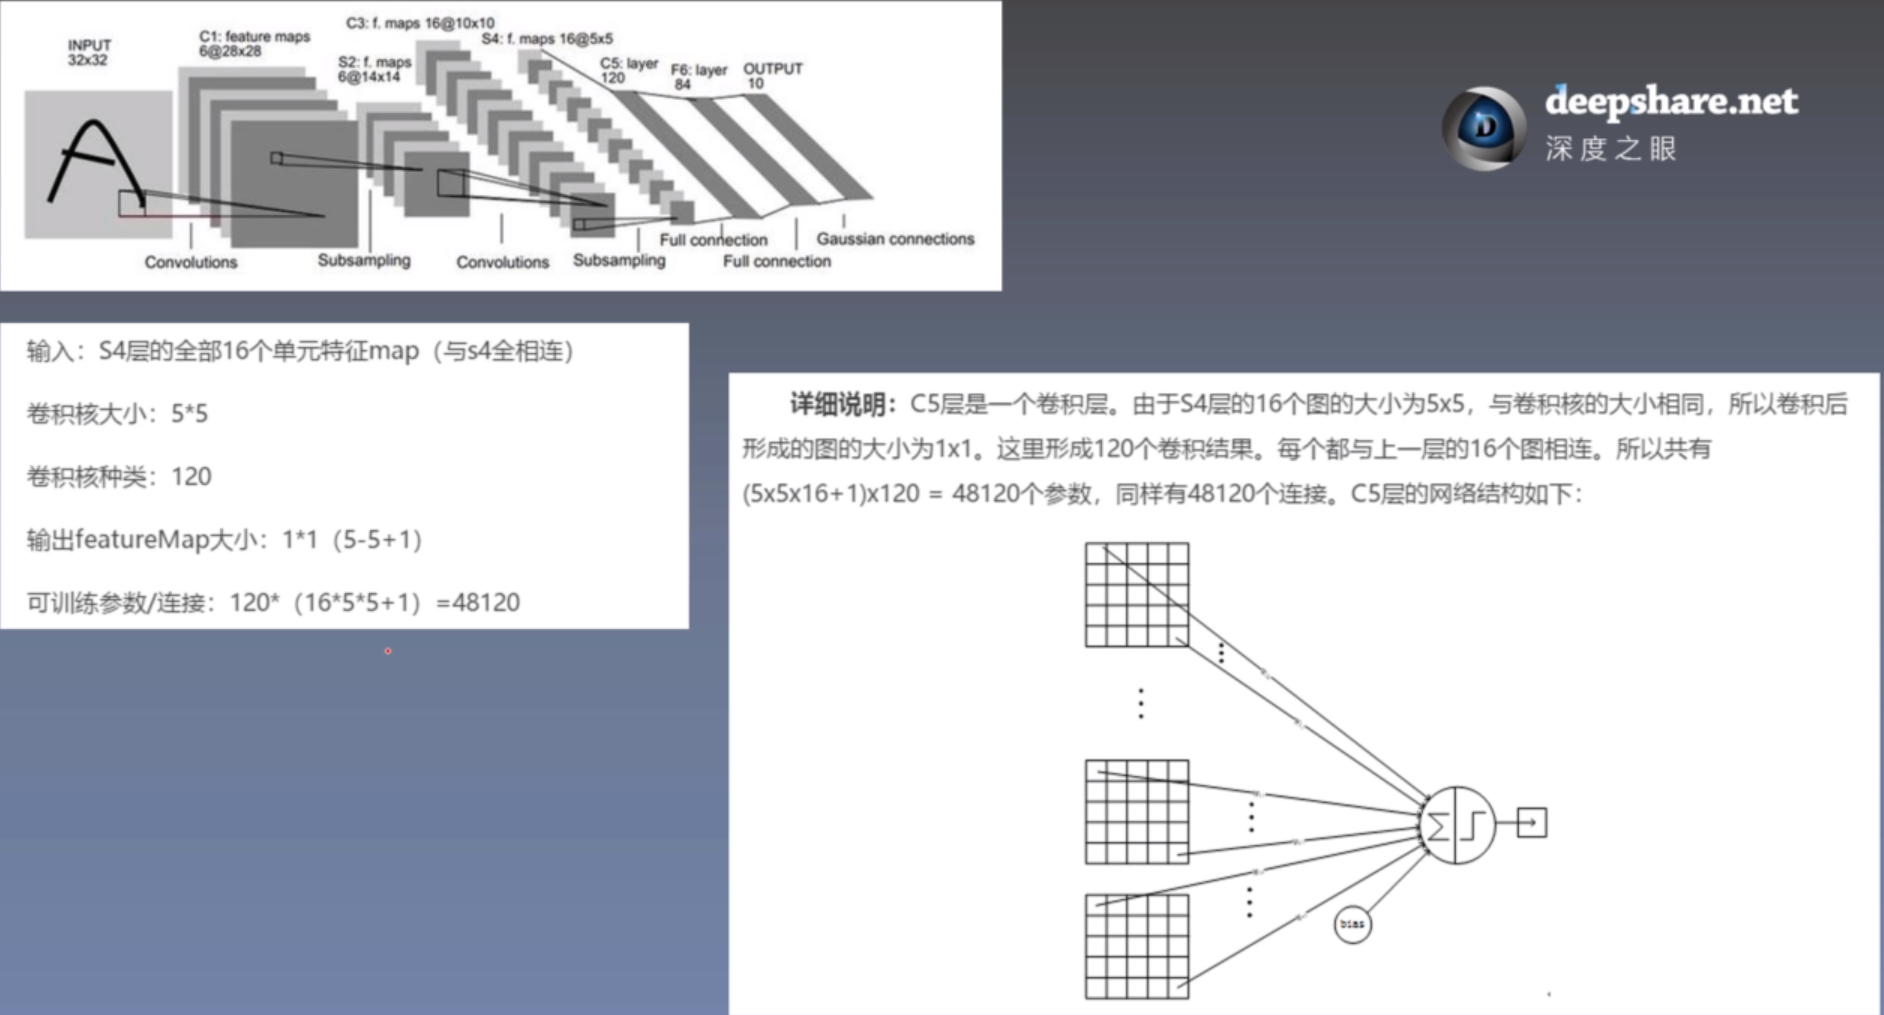 INPUT
32x32
C1: feature maps
6@28x28
S2: f. maps
6@14x14
C3: f. maps 16@10x10
S4: f. maps 16@5x5
C5: layer
120
F6: layer
84
OUTPUT
10
Convolutions
Subsampling
Convolutions
Subsampling
Full connection
Full connection
Gaussian connections
D
deepshare.net
深度之眼
输入：S4层的全部16个单元特征map（与s4全相连）
卷积核大小：5*5
卷积核种类：120
输出featureMap大小：1*1（5-5+1）
可训练参数/连接：120*（16*5*5+1）=48120
详细说明：C5层是一个卷积层。由于S4层的16个图的大小为5x5，与卷积核的大小相同，所以卷积后
形成的图的大小为1x1。这里形成120个卷积结果。每个都与上一层的16个图相连。所以共有
(5x5x16+1)x120 = 48120个参数，同样有48120个连接。C5层的网络结构如下：
Σ
bias